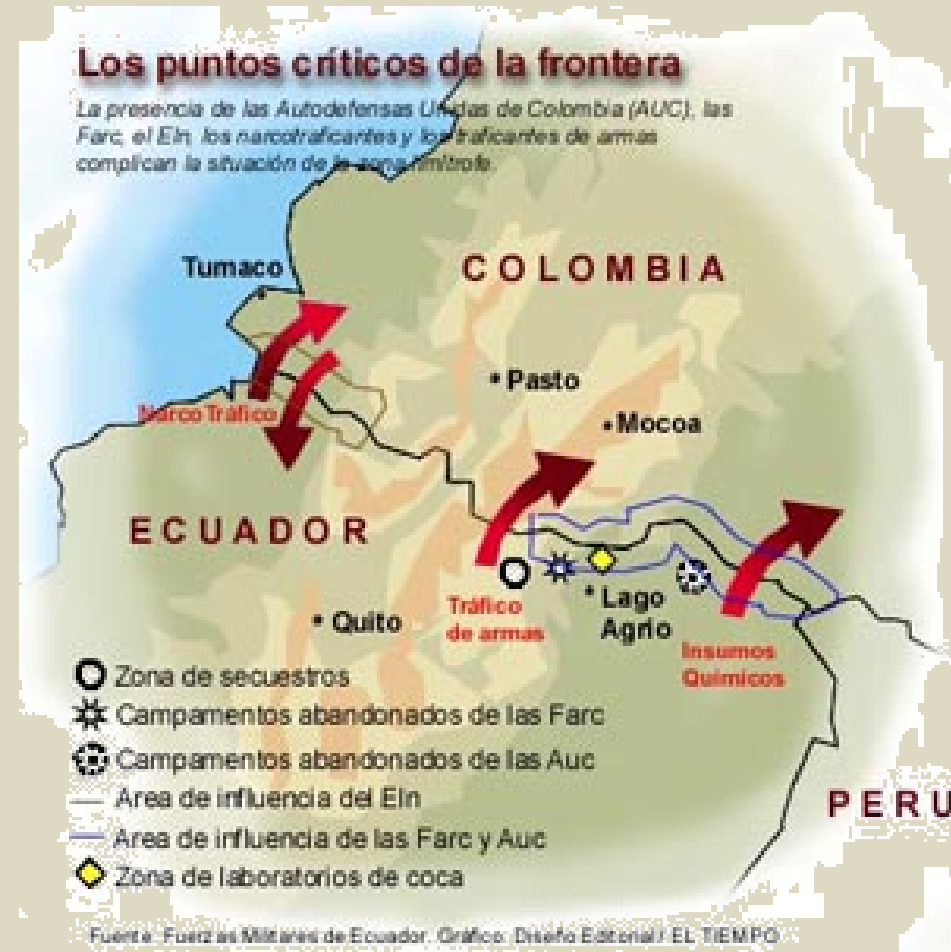 Los puntos críticos de la frontera
La presencia de las Autodefensas Unidas de Colombia (AUC), las
Farc, el Eln, los narcotraficantes y los traficantes de armas
complican la situación de la zona limítrofe.
Tumaco
COLOMBIA
Pasto
Mocoa
Narco Tráfico
ECUADOR
Quito
Tráfico
de armas
Lago
Agrio
Insumos
Químicos
PERU
Zona de secuestros
Campamentos abandonados de las Farc
Campamentos abandonados de las Auc
Area de influencia del Eln
Area de influencia de las Farc y Auc
Zona de laboratorios de coca
Fuente: Fuerzas Militares de Ecuador. Gráfico: Diseño Editorial / EL TIEMPO